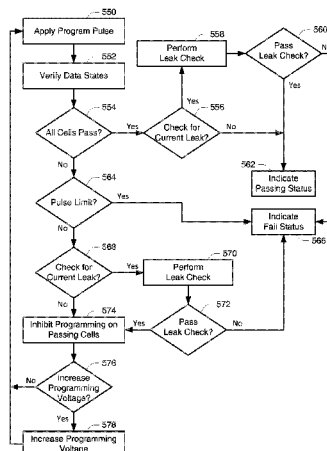 550
Apply Program Pulse
552
Verify Data States
554
All Cells Pass?
Yes
No
556
Check for
Current Leak?
Yes
No
558
Perform
Leak Check
560
Pass
Leak Check?
Yes
562
Indicate
Passing Status
564
Pulse Limit?
Yes
No
Indicate
Fail Status
566
568
Check for
Current Leak?
Yes
No
570
Perform
Leak Check
572
Pass
Leak Check?
Yes
No
574
Inhibit Programming on
Passing Cells
576
Increase
Programming
Voltage?
No
Yes
578
Increase Programming
Voltage